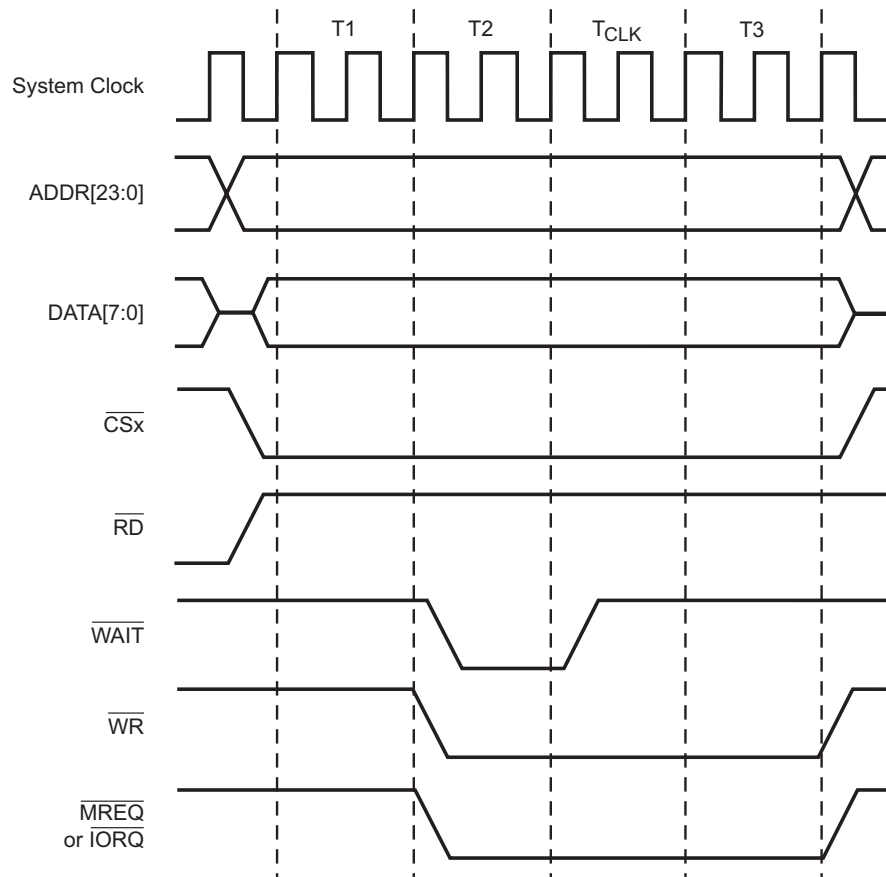 T1 T2 TCLK T3
System Clock
ADDR[23:0]
DATA[7:0]
CSx
RD
WAIT
WR
MREQ
or IORQ